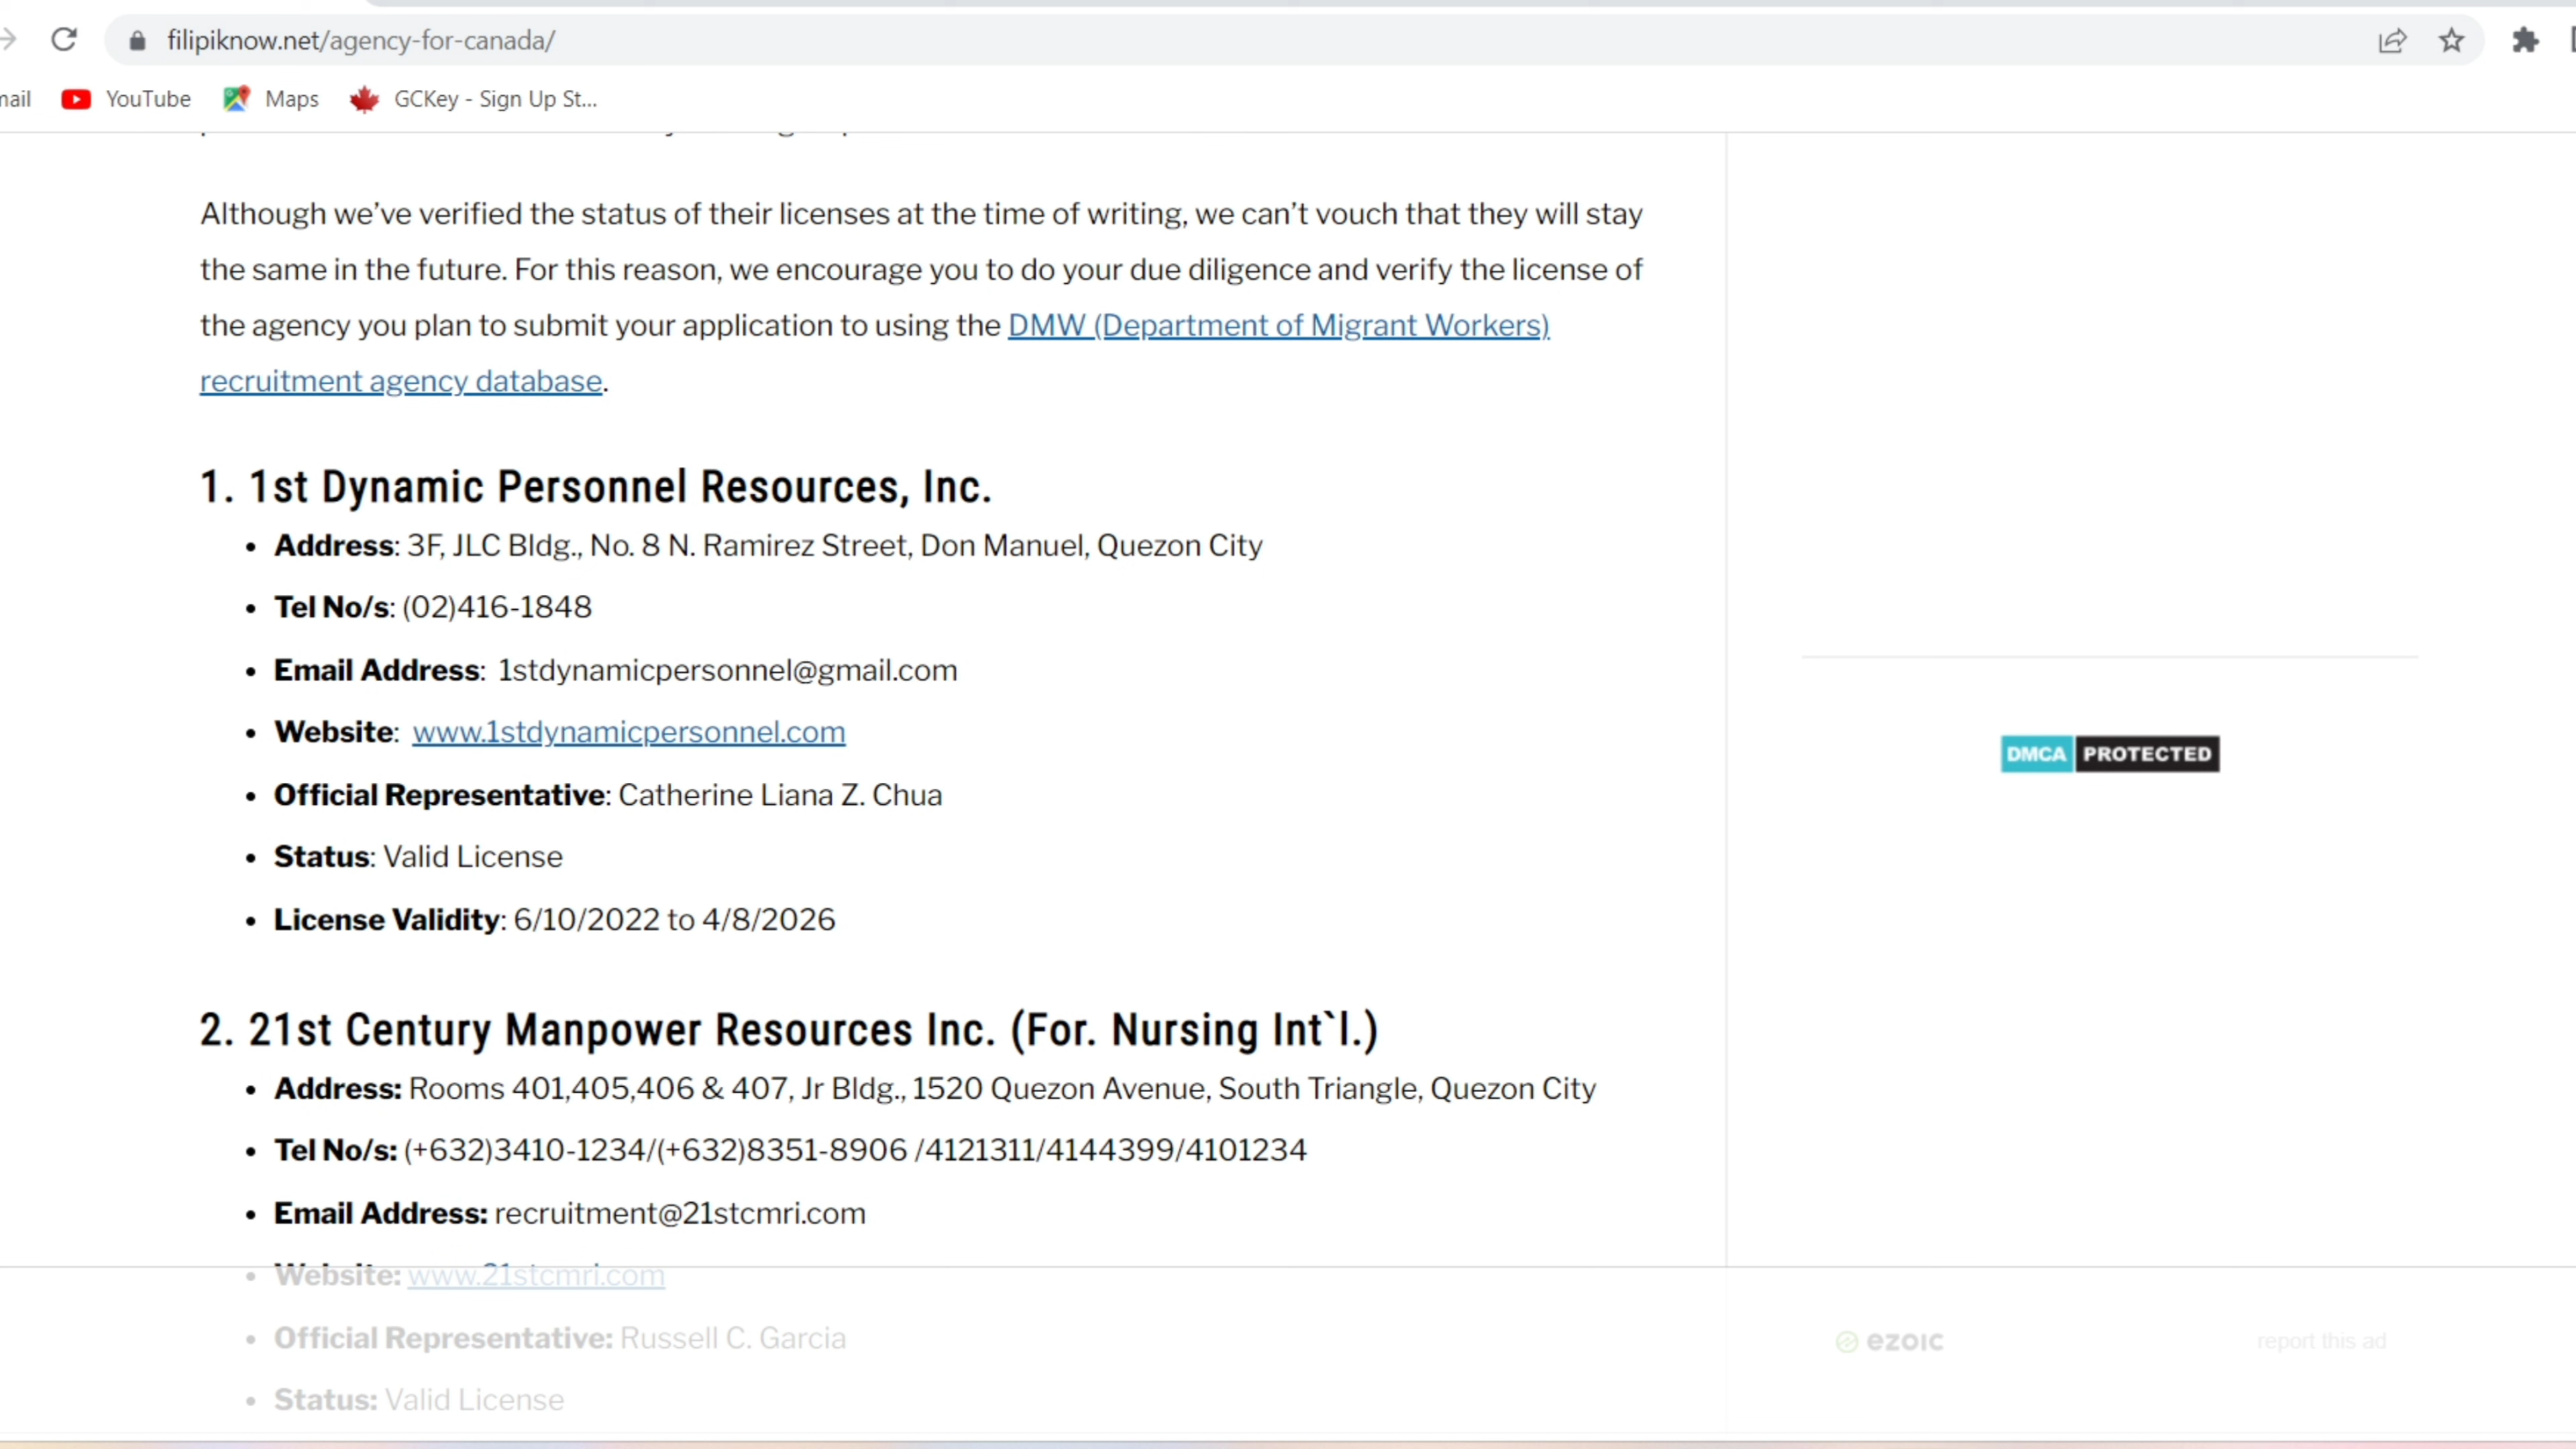 filipiknow.net/agency-for-canada/
mail YouTube Maps GCKey - Sign Up St...
Although we've verified the status of their licenses at the time of writing, we can't vouch that they will stay
the same in the future. For this reason, we encourage you to do your due diligence and verify the license of
the agency you plan to submit your application to using the DMW (Department of Migrant Workers)
recruitment agency database.
1. 1st Dynamic Personnel Resources, Inc.
• Address: 3F, JLC Bldg., No. 8 N. Ramirez Street, Don Manuel, Quezon City
• Tel No/s: (02)416-1848
• Email Address: 1stdynamicpersonnel@gmail.com
• Website: www.1stdynamicpersonnel.com
• Official Representative: Catherine Liana Z. Chua
• Status: Valid License
• License Validity: 6/10/2022 to 4/8/2026
2. 21st Century Manpower Resources Inc. (For. Nursing Int`l.)
• Address: Rooms 401,405,406 & 407, Jr Bldg., 1520 Quezon Avenue, South Triangle, Quezon City
• Tel No/s: (+632)3410-1234/(+632)8351-8906 /4121311/4144399/4101234
• Email Address: recruitment@21stcmri.com
• Website: www.21stcmri.com
• Official Representative: Russell C. Garcia
• Status: Valid License
DMCA PROTECTED
ezoic
report this ad